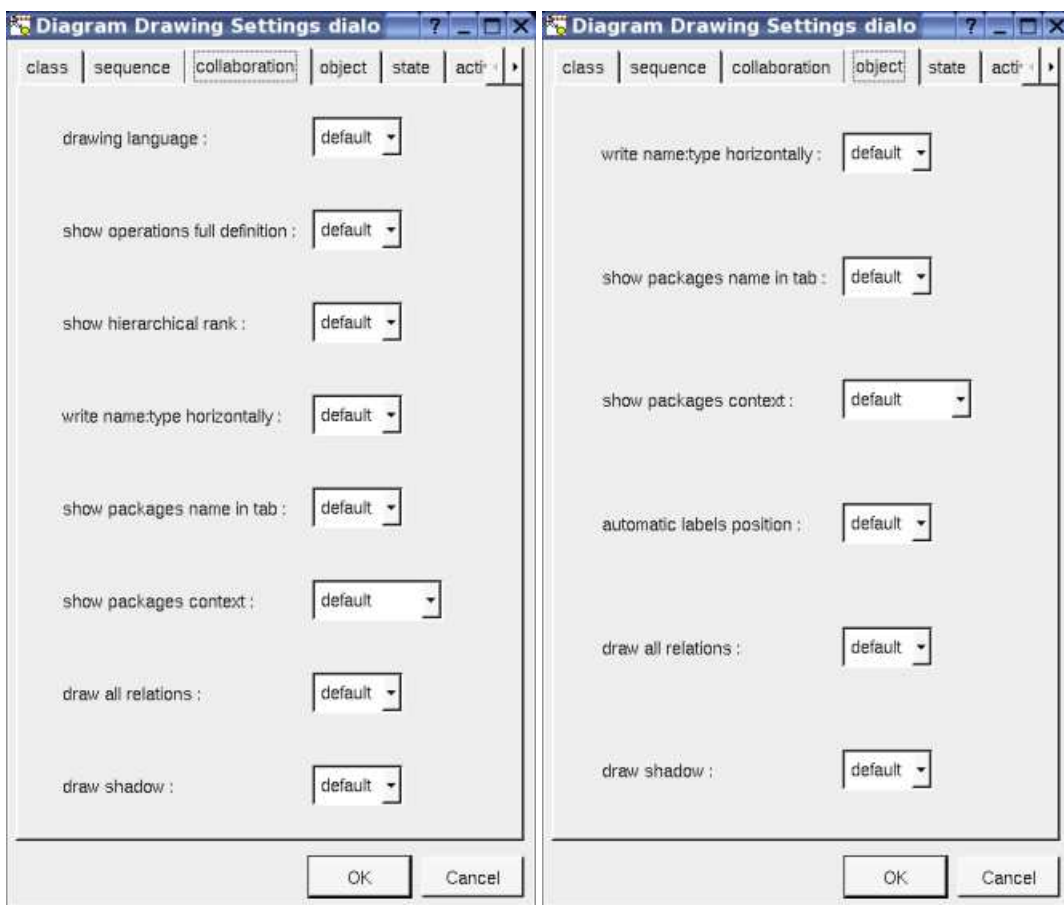 Diagram Drawing Settings dialo
class sequence collaboration object state acti
drawing language : default
show operations full definition : default
show hierarchical rank : default
write name:type horizontally : default
show packages name in tab : default
show packages context : default
draw all relations : default
draw shadow : default
OK Cancel
Diagram Drawing Settings dialo
class sequence collaboration object state acti
write name:type horizontally : default
show packages name in tab : default
show packages context : default
automatic labels position : default
draw all relations : default
draw shadow : default
OK Cancel